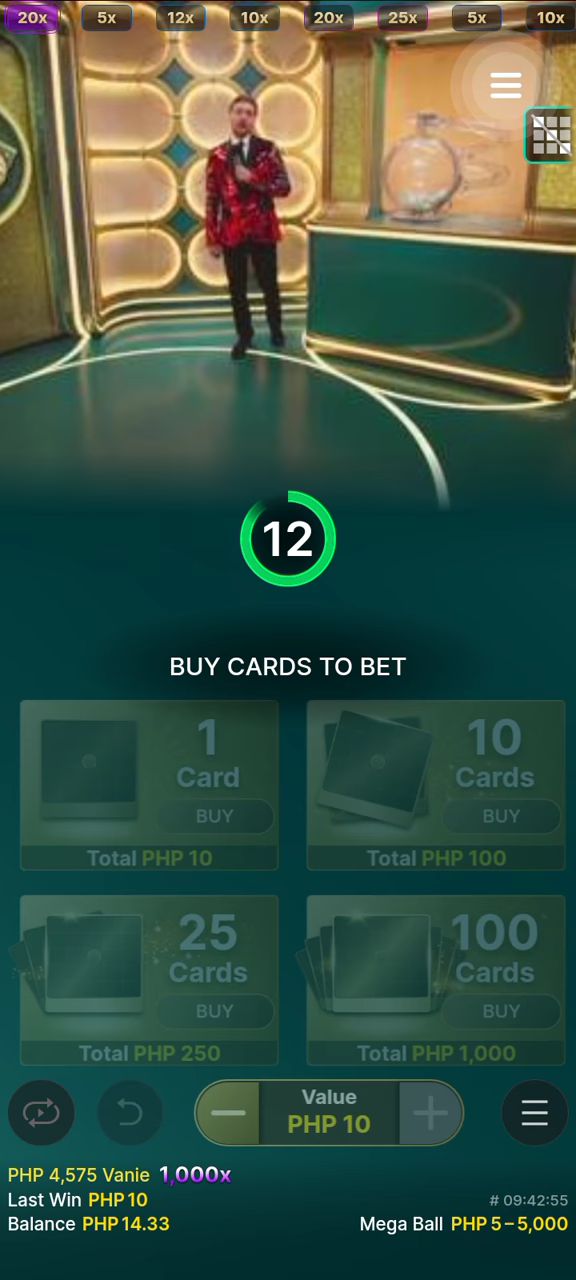 20x 5x 12x 10x 20x 25x 5x 10x
12
BUY CARDS TO BET
1
Card
BUY
Total PHP 10
10
Cards
BUY
Total PHP 100
25
Cards
BUY
Total PHP 250
100
Cards
BUY
Total PHP 1,000
Value
PHP 10
PHP 4,575 Vanie 1,000x
Last Win PHP 10
# 09:42:55
Balance PHP 14.33
Mega Ball PHP 5–5,000